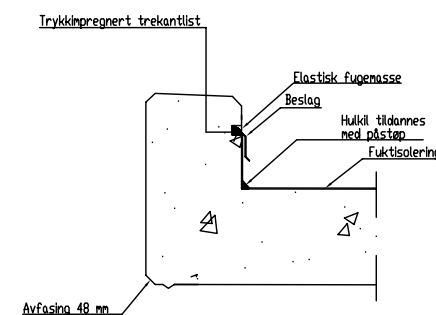 Trykkimpregnert trekantlist
Elastisk fugemasse
Beslag
Hulkil tildannes
med påstøp
Fuktisolering
Avfasing 48 mm